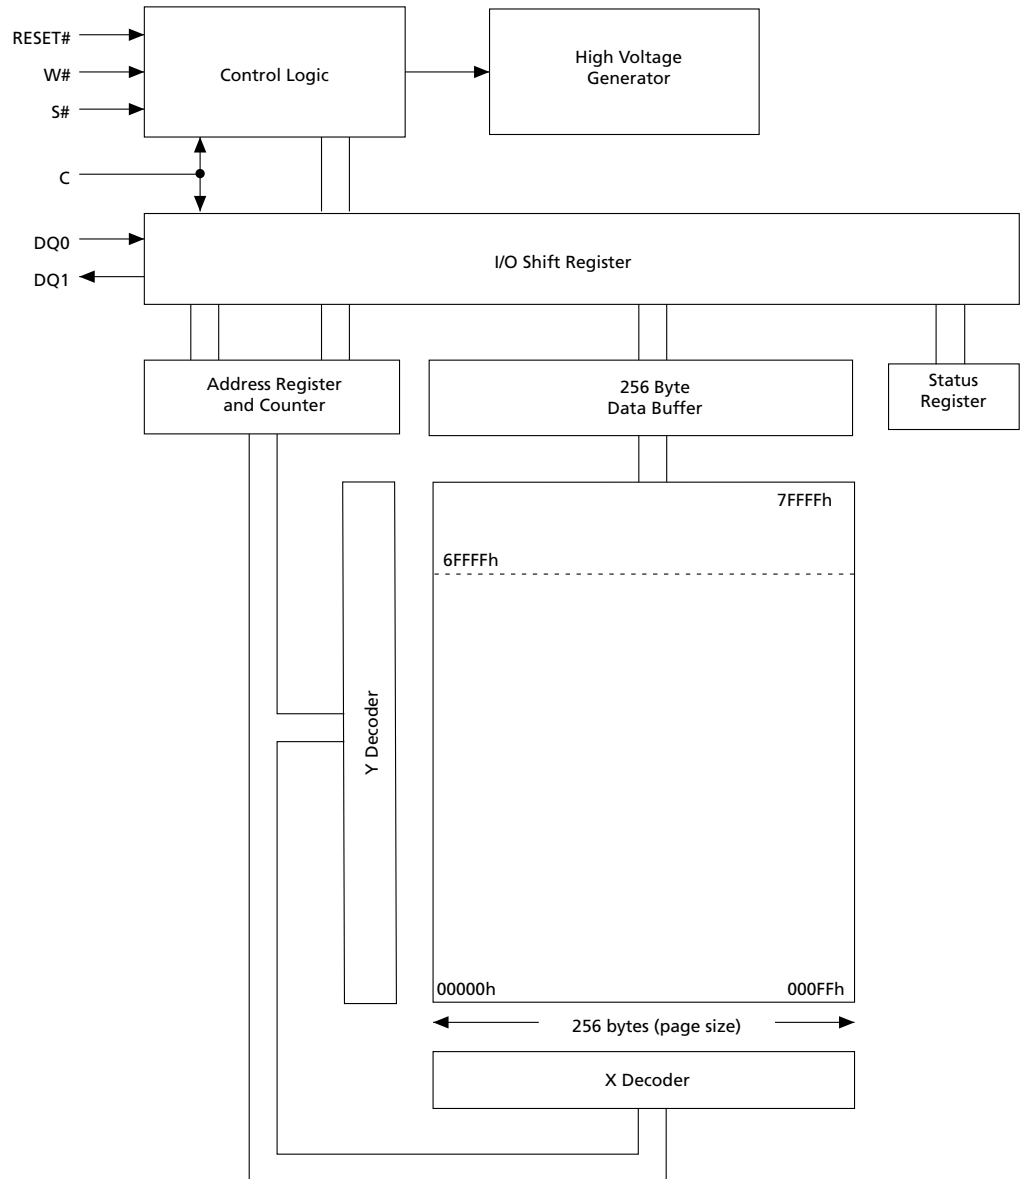 RESET#
W#
S#
Control Logic
High Voltage
Generator
C
DQ0
DQ1
I/O Shift Register
Address Register
and Counter
256 Byte
Data Buffer
Status
Register
7FFFFh
6FFFFh
Y Decoder
00000h
000FFh
256 bytes (page size)
X Decoder